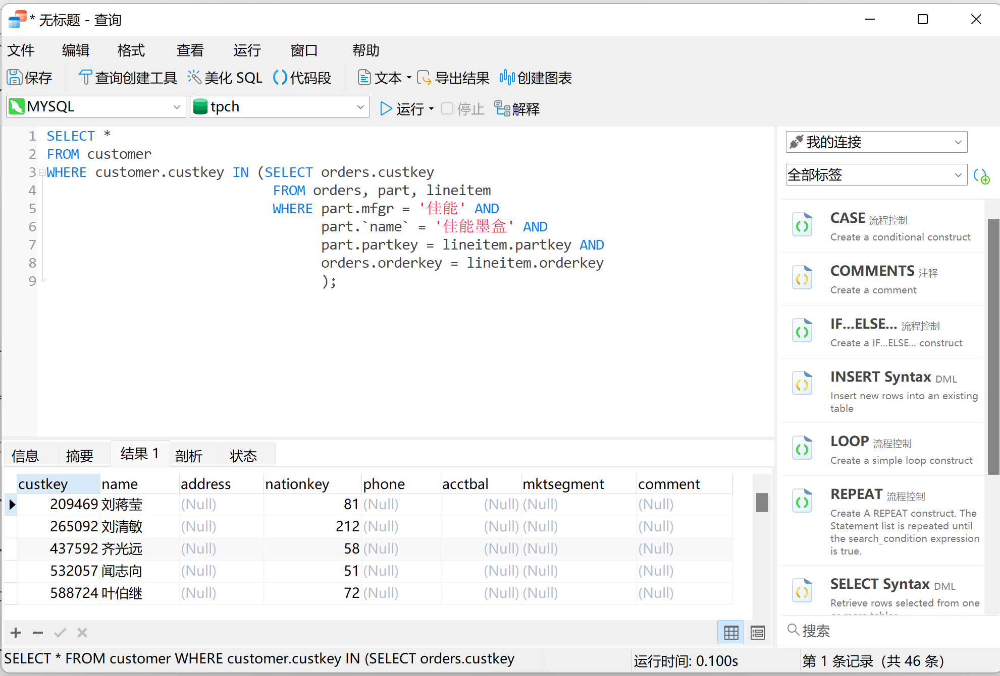 * 无标题 - 查询
文件 编辑 格式 查看 运行 窗口 帮助
保存 查询创建工具 美化 SQL 代码段 文本 导出结果 创建图表
MYSQL tpch 运行 停止 解释
1 SELECT *
2 FROM customer
3 WHERE customer.custkey IN (SELECT orders.custkey
4 FROM orders, part, lineitem
5 WHERE part.mfgr = '佳能' AND
6 part.`name` = '佳能墨盒' AND
7 part.partkey = lineitem.partkey AND
8 orders.orderkey = lineitem.orderkey
9 );
我的连接
全部标签
CASE 流程控制
Create a conditional construct
COMMENTS 注释
Create a comment
IF...ELSE... 流程控制
Create a IF...ELSE... construct
INSERT Syntax DML
Insert new rows into an existing
table
LOOP 流程控制
Create a simple loop construct
REPEAT 流程控制
Create A REPEAT construct. The
Statement list is repeated until
the search_condition expression
is true.
SELECT Syntax DML
Retrieve rows selected from one
or more tables
搜索
信息 摘要 结果 1 剖析 状态
custkey name address nationkey phone acctbal mktsegment comment
209469 刘蒋莹 (Null) 81 (Null) (Null) (Null) (Null)
265092 刘清敏 (Null) 212 (Null) (Null) (Null) (Null)
437592 齐光远 (Null) 58 (Null) (Null) (Null) (Null)
532057 闻志向 (Null) 51 (Null) (Null) (Null) (Null)
588724 叶伯继 (Null) 72 (Null) (Null) (Null) (Null)
SELECT * FROM customer WHERE customer.custkey IN (SELECT orders.custkey
运行时间: 0.100s
第 1 条记录 (共 46 条)